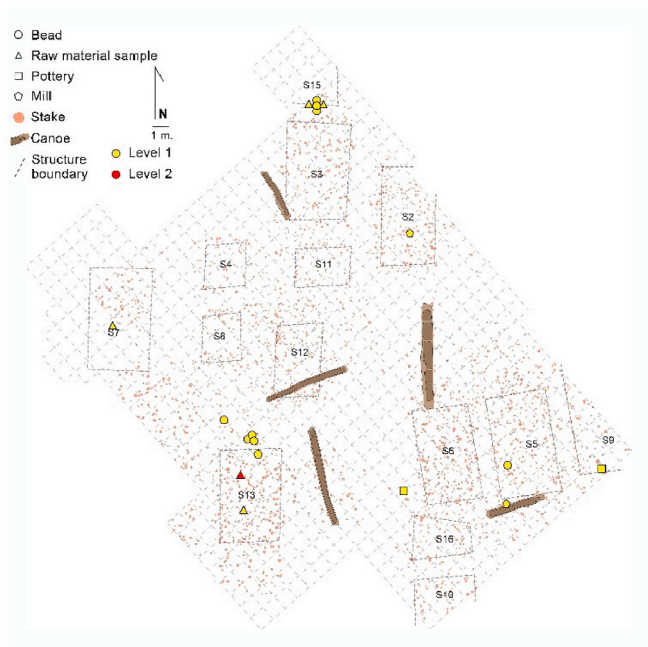 Bead
Raw material sample
Pottery
Mill
Stake
Canoe
Structure
boundary
N
1 m.
Level 1
Level 2
S15
S3
S2
S4
S11
S7
S8
S12
S6
S5
S9
S13
S16
S10